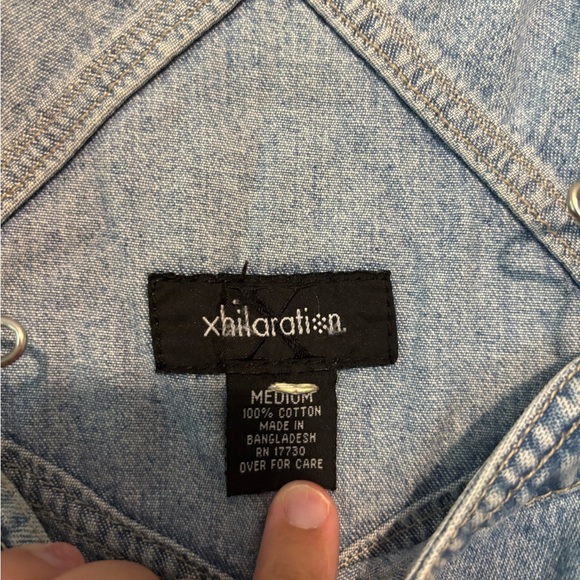 xhilaration.
MEDIUM
100% COTTON
MADE IN
BANGLADESH
RN 17730
OVER FOR CARE